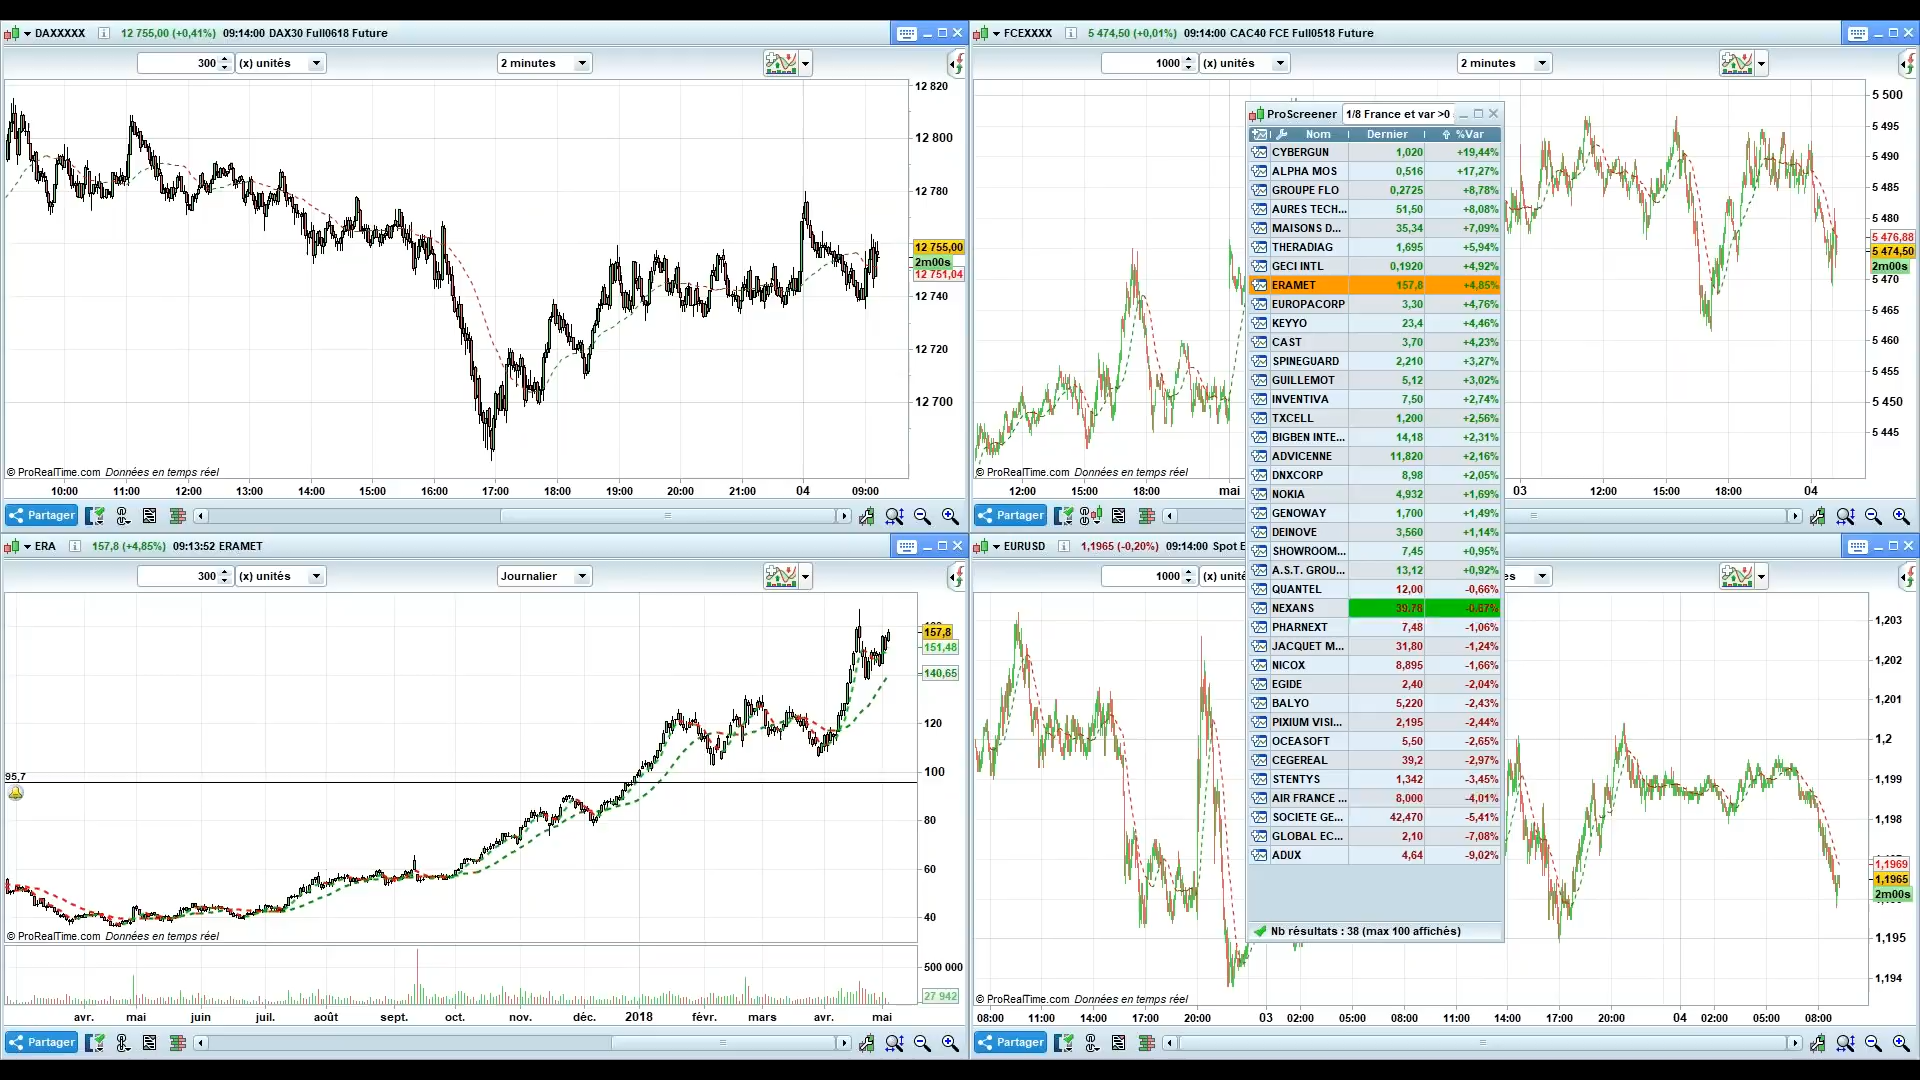 DAXXXXX 12 755,00 (+0,41%) 09:14:00 DAX30 Full0618 Future
300 (x) unités 2 minutes
12 820
12 800
12 780
12 755,00
2m00s
12 751,04
12 740
12 720
12 700
© ProRealTime.com Données en temps réel
10:00 11:00 12:00 13:00 14:00 15:00 16:00 17:00 18:00 19:00 20:00 21:00 04 09:00
Partager
FCEXXXX 5 474,50 (+0,01%) 09:14:00 CAC40 FCE Full0518 Future
1000 (x) unités 2 minutes
5 500
5 495
5 490
5 485
5 480
5 476,88
5 474,50
2m00s
5 470
5 465
5 460
5 455
5 450
5 445
© ProRealTime.com Données en temps réel
12:00 15:00 18:00 mai 03 12:00 15:00 18:00 04
Partager
ProScreener 1/8 France et var >0
Nom Dernier %Var
CYBERGUN 1,020 +19,44%
ALPHA MOS 0,516 +17,27%
GROUPE FLO 0,2725 +8,78%
AURES TECH... 51,50 +8,08%
MAISONS D... 35,34 +7,09%
THERADIAG 1,695 +5,94%
GECI INTL 0,1920 +4,92%
ERAMET 157,8 +4,85%
EUROPACORP 3,30 +4,76%
KEYYO 23,4 +4,46%
CAST 3,70 +4,23%
SPINEGUARD 2,210 +3,27%
GUILLEMOT 5,12 +3,02%
INVENTIVA 7,50 +2,74%
TXCELL 1,200 +2,56%
BIGBEN INTE... 14,18 +2,31%
ADVICENNE 11,820 +2,16%
DNXCORP 8,98 +2,05%
NOKIA 4,932 +1,69%
GENOWAY 1,700 +1,49%
DEINOVE 3,560 +1,14%
SHOWROOM... 7,45 +0,95%
A.S.T. GROU... 13,12 +0,92%
QUANTEL 12,00 -0,66%
NEXANS 39,76 -0,67%
PHARNEXT 7,48 -1,06%
JACQUET M... 31,80 -1,24%
NICOX 8,895 -1,66%
EGIDE 2,40 -2,04%
BALYO 5,220 -2,43%
PIXIUM VISI... 2,195 -2,44%
OCEASOFT 5,50 -2,65%
CEGEREAL 39,2 -2,97%
STENTYS 1,342 -3,45%
AIR FRANCE ... 8,000 -4,01%
SOCIETE GE... 42,470 -5,41%
GLOBAL EC... 2,10 -7,08%
ADUX 4,64 -9,02%
Nb résultats : 38 (max 100 affichés)
ERA 157,8 (+4,85%) 09:13:52 ERAMET
300 (x) unités Journalier
157,8
151,48
140,65
120
100
95,7
80
60
40
© ProRealTime.com Données en temps réel
500 000
27 942
avr. mai juin juil. août sept. oct. nov. déc. 2018 févr. mars avr. mai
Partager
EURUSD 1,1965 (-0,20%) 09:14:00 Spot E
1000 (x) unité es
1,203
1,202
1,201
1,2
1,199
1,198
1,1969
1,1965
2m00s
1,195
1,194
© ProRealTime.com Données en temps réel
08:00 11:00 14:00 17:00 20:00 03 02:00 05:00 08:00 11:00 14:00 17:00 20:00 04 02:00 05:00 08:00
Partager